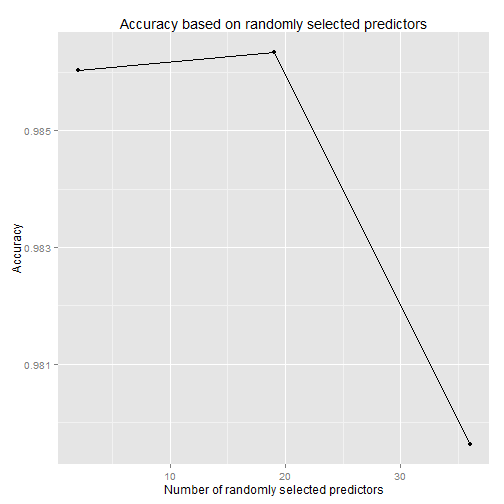 Accuracy based on randomly selected predictors
0.985
0.983
0.981
Accuracy
10
20
30
Number of randomly selected predictors